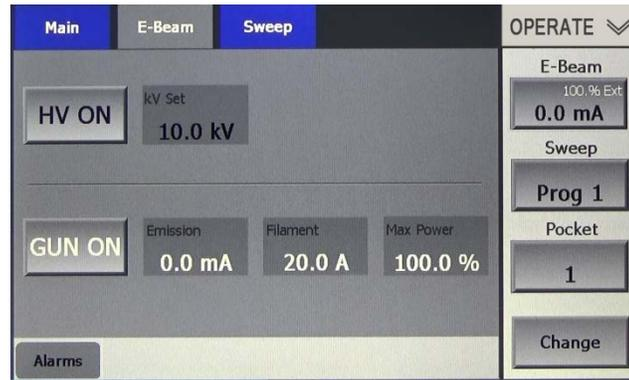 Main
E-Beam
Sweep
OPERATE
HV ON
kV Set
10.0 kV
GUN ON
Emission
0.0 mA
Filament
20.0 A
Max Power
100.0 %
Alarms
E-Beam
100.% Ext
0.0 mA
Sweep
Prog 1
Pocket
1
Change